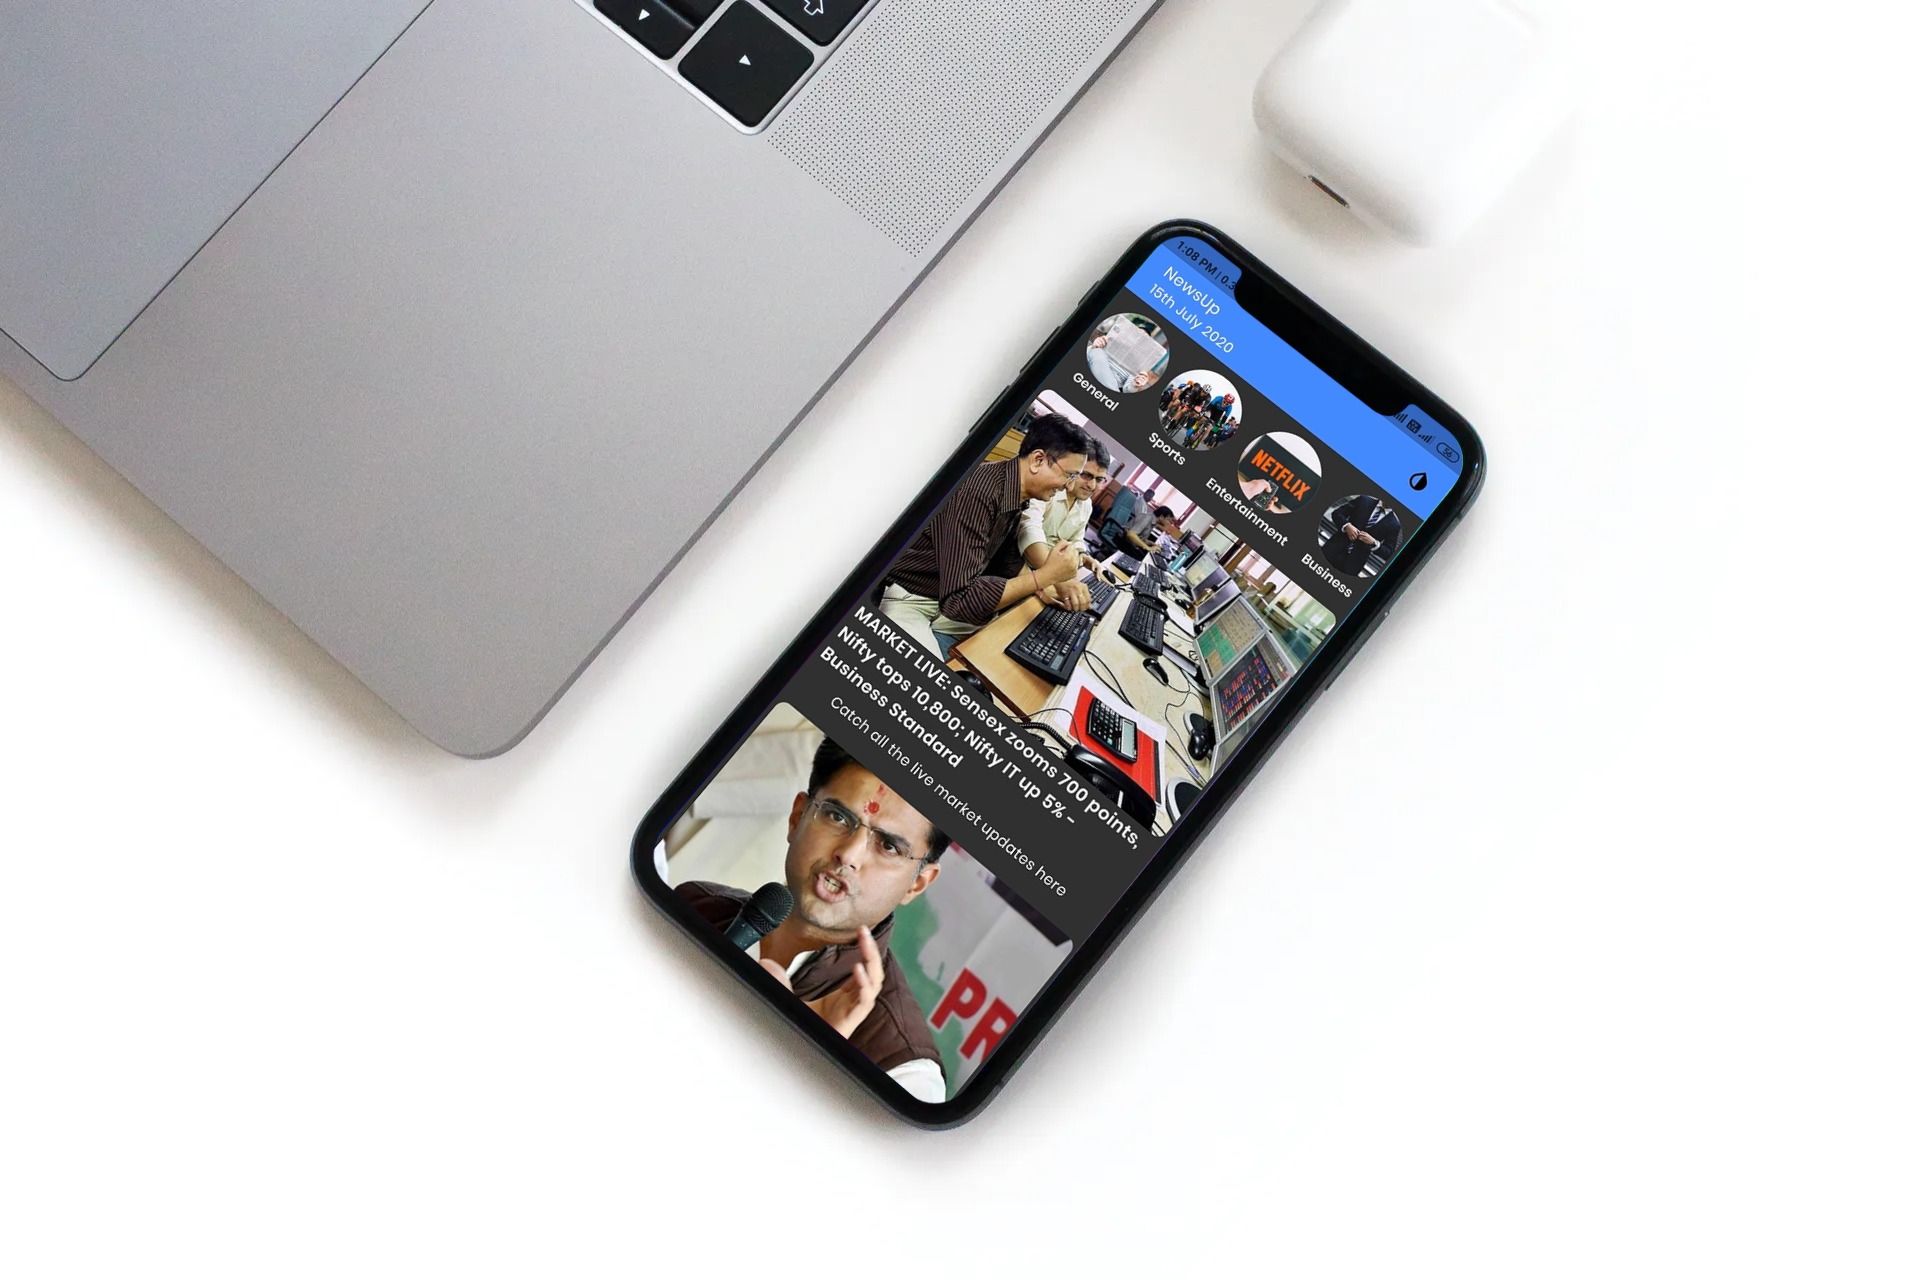 1:08 PM | 0.3
56
NewsUp
15th July 2020
General
Sports
NETFLIX
Entertainment
Business
MARKET LIVE: Sensex zooms 700 points,
Nifty tops 10,800; Nifty IT up 5% -
Business Standard
Catch all the live market updates here
PR